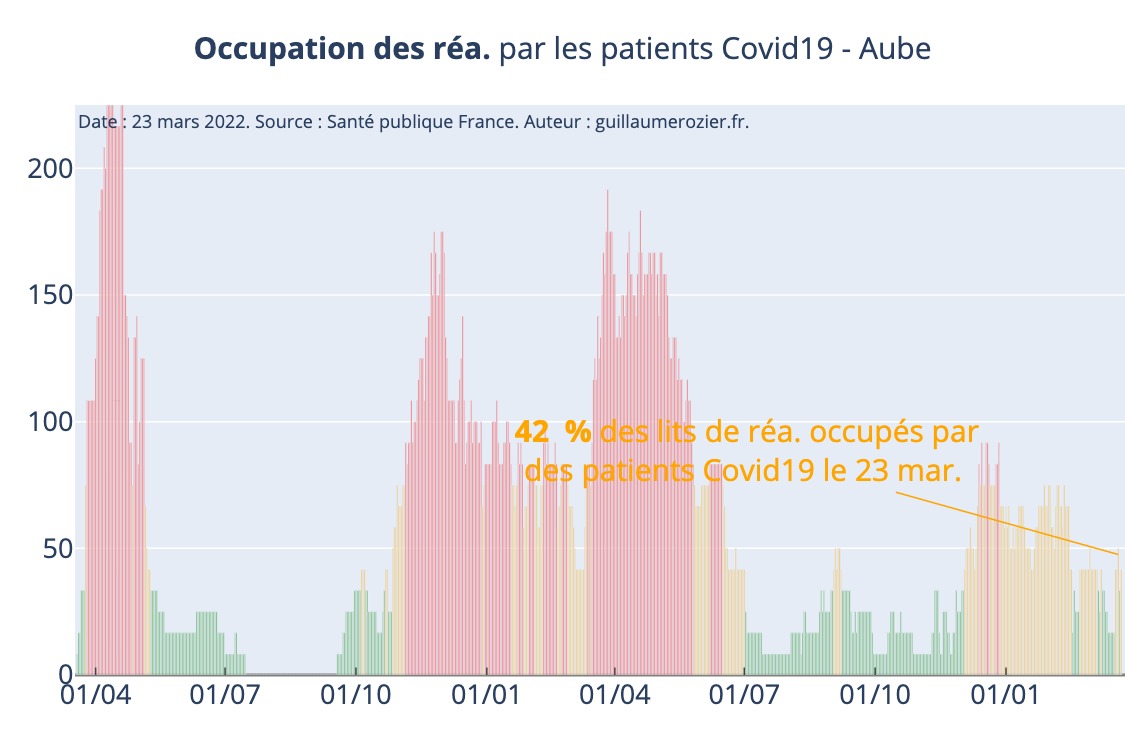 Occupation des réa. par les patients Covid19 - Aube
Date : 23 mars 2022. Source : Santé publique France. Auteur : guillaumerozier.fr.
200
150
100
42 % des lits de réa. occupés par
des patients Covid19 le 23 mar.
50
0
01/04 01/07 01/10 01/01 01/04 01/07 01/10 01/01